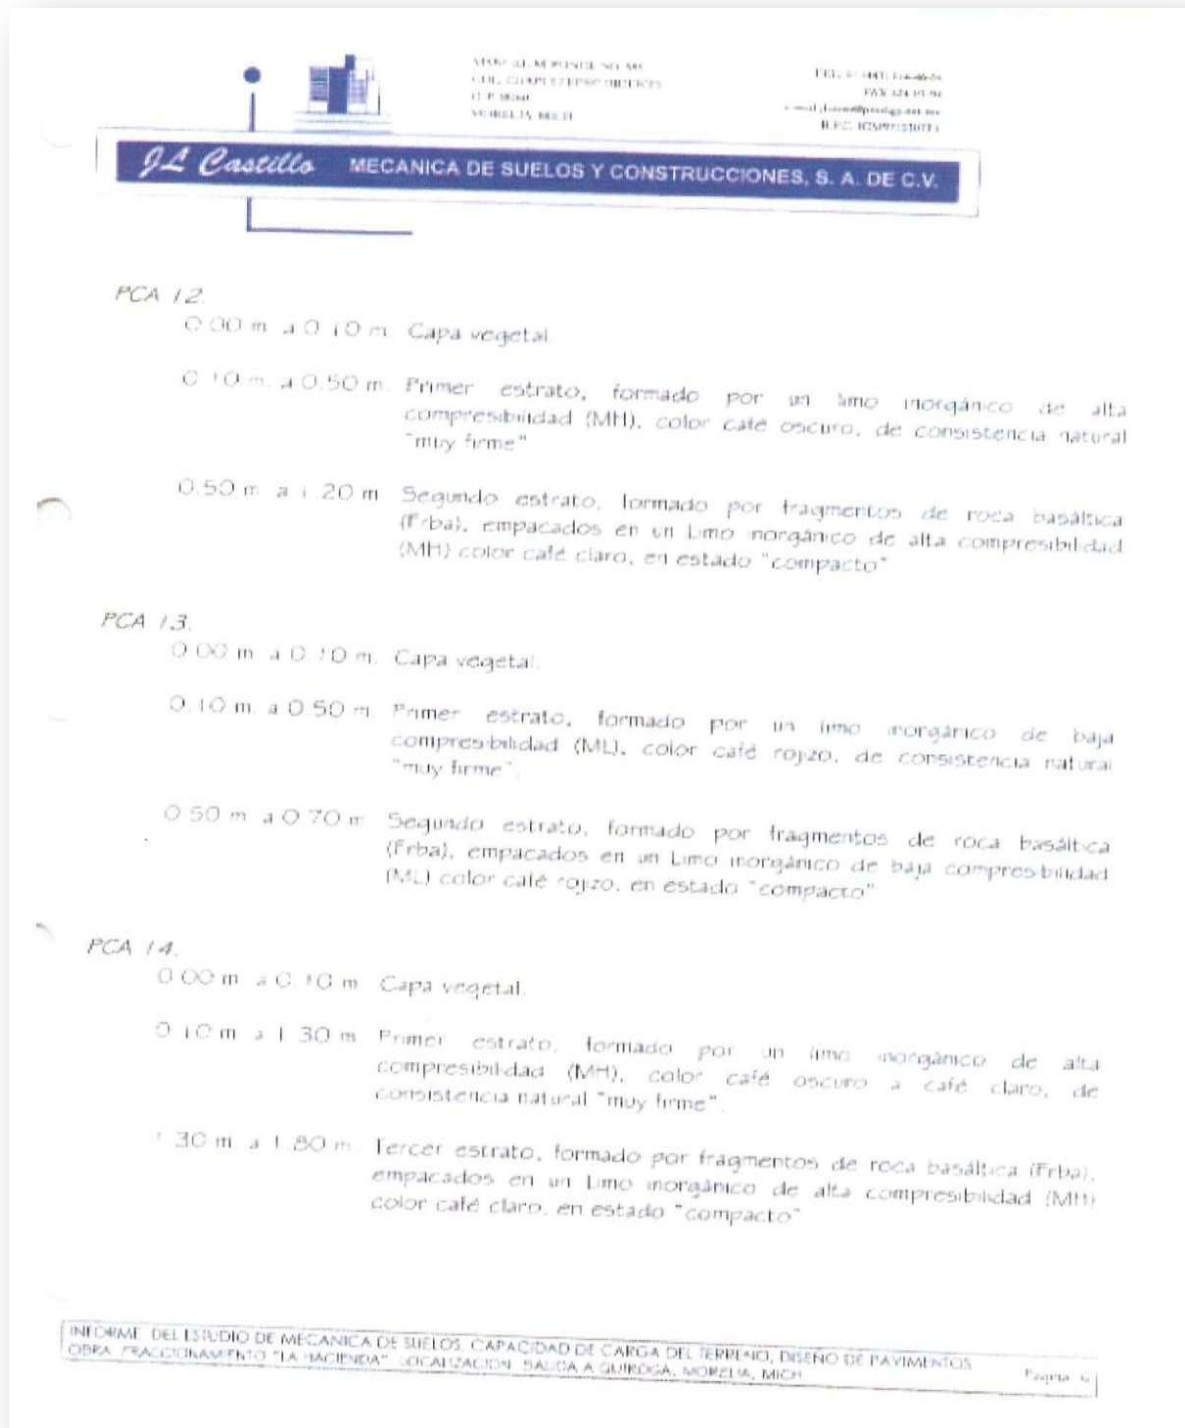 MORELIA, MICH
JL Castillo MECANICA DE SUELOS Y CONSTRUCCIONES, S. A. DE C.V.
PCA 12.
0.00 m a 0.10 m Capa vegetal.
0.10 m. a 0.50 m. Primer estrato, formado por un limo inorgánico de alta
compresibilidad (MH), color café oscuro, de consistencia natural
"muy firme"
0.50 m a 1.20 m Segundo estrato, formado por fragmentos de roca basáltica
(Frba), empacados en un Limo inorgánico de alta compresibilidad
(MH) color café claro, en estado "compacto"
PCA 13.
0.00 m a 0.10 m. Capa vegetal.
0.10 m. a 0.50 m Primer estrato, formado por un limo inorgánico de baja
compresibilidad (ML), color café rojizo, de consistencia natural
"muy firme".
0.50 m a 0.70 m Segundo estrato, formado por fragmentos de roca basáltica
(Frba), empacados en un Limo inorgánico de baja compresibilidad
(ML) color café rojizo, en estado "compacto"
PCA 14.
0.00 m a 0.10 m Capa vegetal.
0.10 m a 1.30 m Primer estrato, formado por un limo inorgánico de alta
compresibilidad (MH), color café oscuro a café claro, de
consistencia natural "muy firme".
1.30 m a 1.80 m. Tercer estrato, formado por fragmentos de roca basáltica (Frba),
empacados en un Limo inorgánico de alta compresibilidad (MH)
color café claro, en estado "compacto"
INFORME DEL ESTUDIO DE MECANICA DE SUELOS, CAPACIDAD DE CARGA DEL TERRENO, DISEÑO DE PAVIMENTOS
OBRA: FRACCIONAMIENTO "LA HACIENDA" LOCALIZACION: SALIDA A QUIROGA, MORELIA, MICH Página